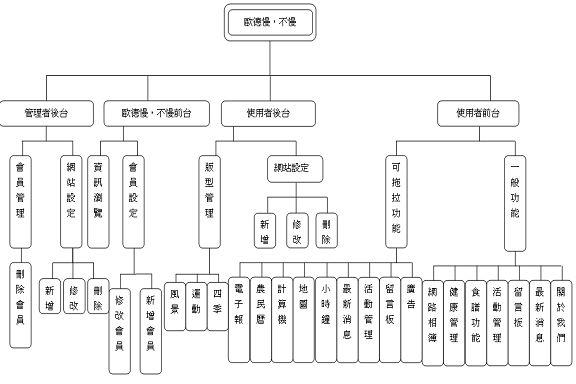 歐德慢，不慢
管理者後台
歐德慢，不慢前台
使用者後台
使用者前台
會員管理
網站設定
資訊瀏覽
會員設定
版型管理
網站設定
可拖拉功能
一般功能
新增
修改
刪除
刪除會員
新增
修改
刪除
修改會員
新增會員
風景
運動
四季
電子報
農民曆
計算機
地圖
小時鐘
最新消息
活動管理
留言板
廣告
網路相簿
健康管理
食譜功能
活動管理
留言板
最新消息
關於我們